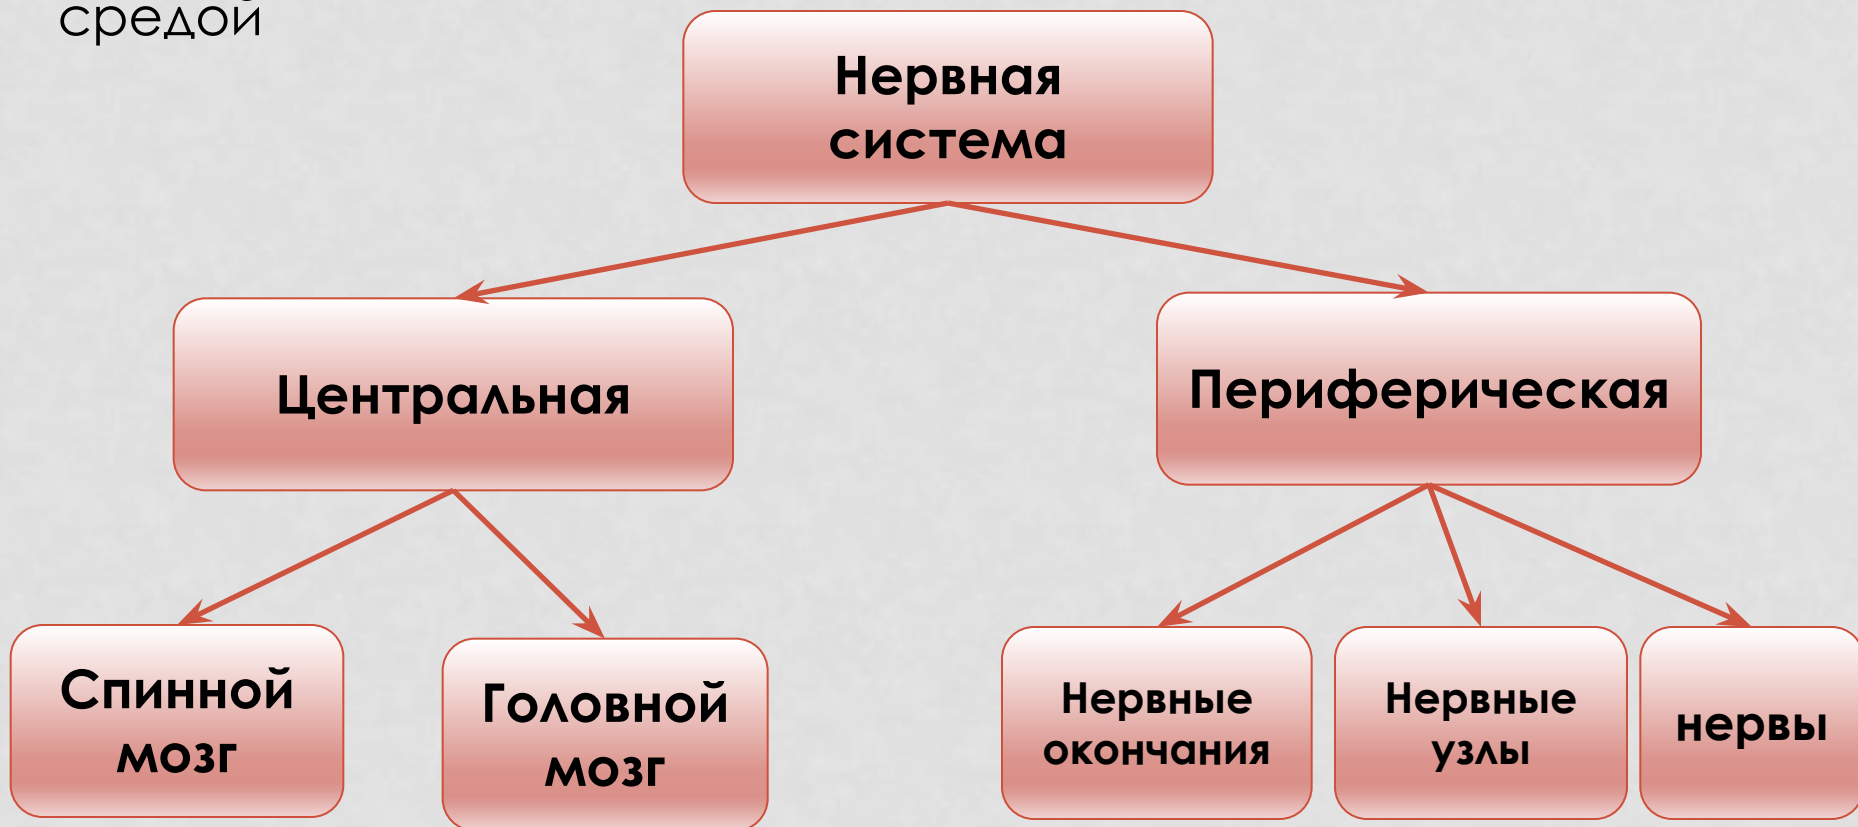 средой
Нервная
система
Центральная
Периферическая
Спинной
мозг
Головной
мозг
Нервные
окончания
Нервные
узлы
нервы